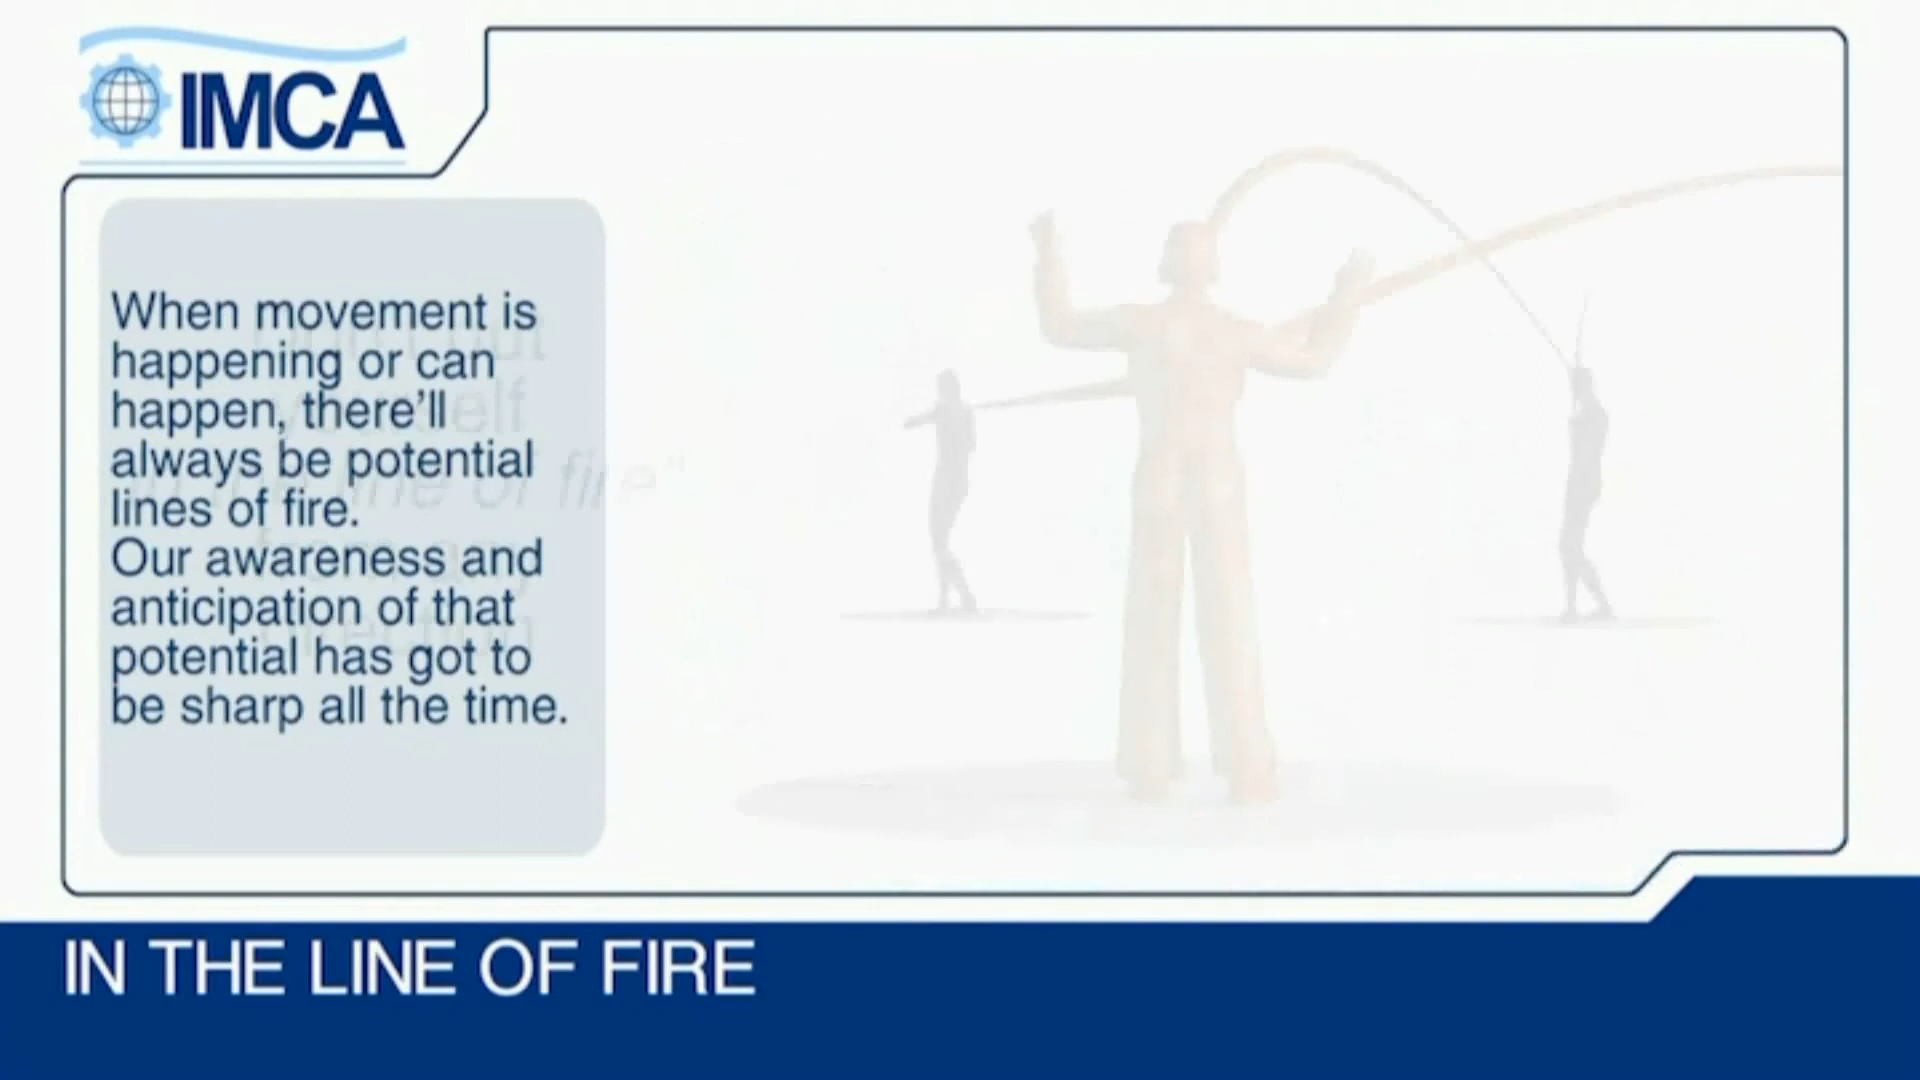 IMCA
When movement is
happening or can
happen, there'll
always be potential
lines of fire.
Our awareness and
anticipation of that
potential has got to
be sharp all the time.
IN THE LINE OF FIRE